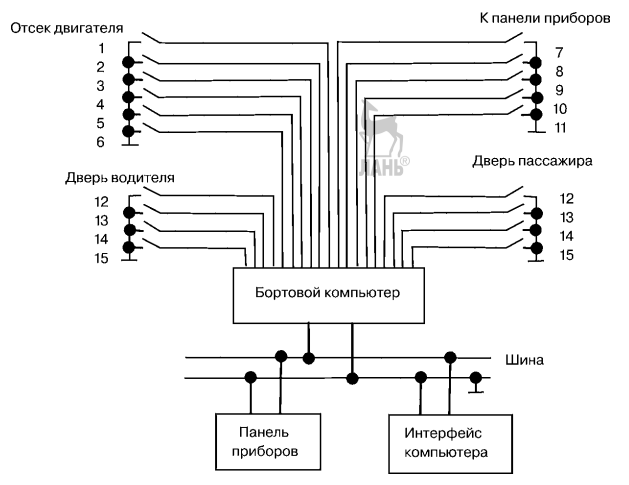 Отсек двигателя
1
2
3
4
5
6
К панели приборов
7
8
9
10
11
ЛАНЬ®
Дверь водителя
12
13
14
15
Дверь пассажира
12
13
14
15
Бортовой компьютер
Шина
Панель
приборов
Интерфейс
компьютера